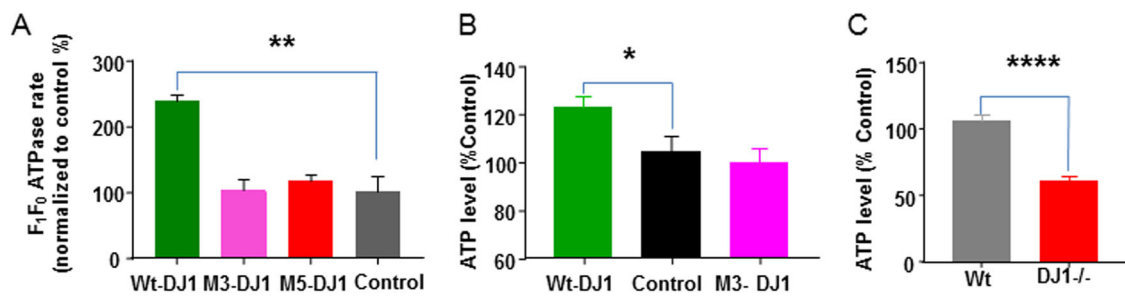 A
F1F0 ATPase rate
(normalized to control %)
300
200
100
0
**
Wt-DJ1 M3-DJ1 M5-DJ1 Control
B
ATP level (%Control)
140
120
100
80
60
*
Wt-DJ1 Control M3- DJ1
C
ATP level (% Control)
150
100
50
0
****
Wt DJ1-/-